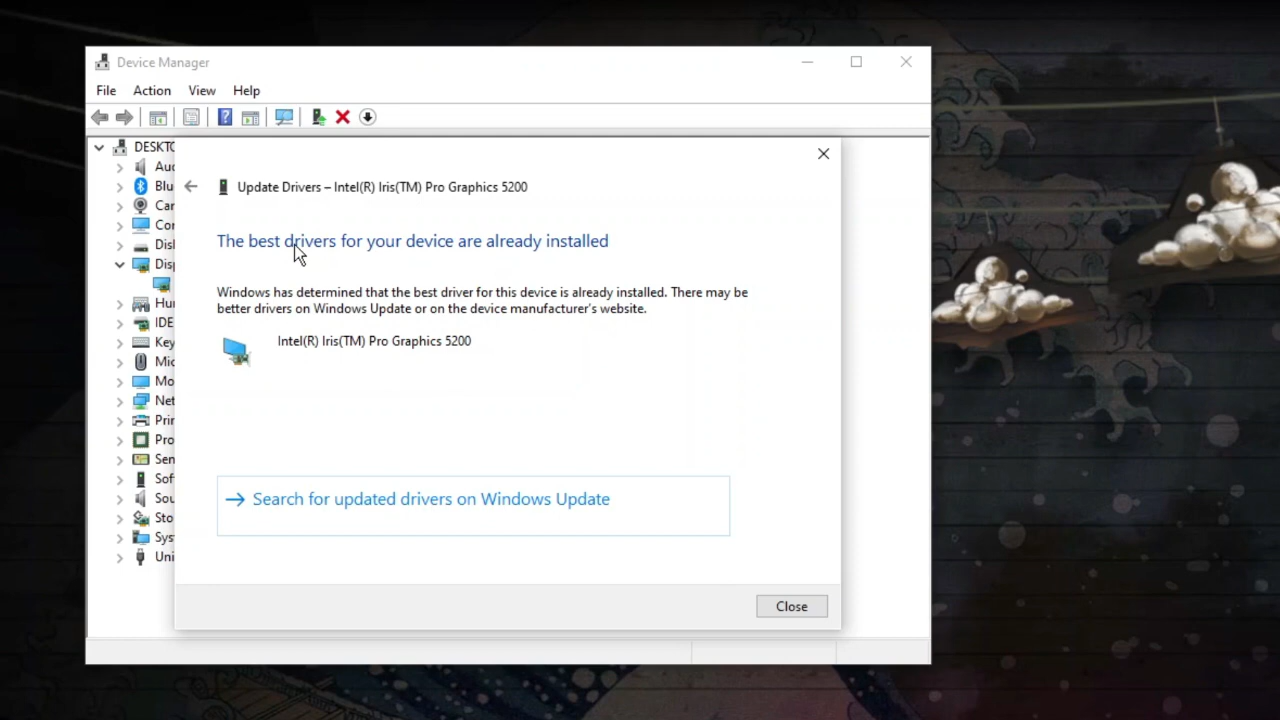 Device Manager
File Action View Help
DESKTO
Update Drivers – Intel(R) Iris(TM) Pro Graphics 5200
The best drivers for your device are already installed
Windows has determined that the best driver for this device is already installed. There may be
better drivers on Windows Update or on the device manufacturer's website.
Intel(R) Iris(TM) Pro Graphics 5200
Search for updated drivers on Windows Update
Close
Aud
Blu
Car
Cor
Disk
Disp
Hur
IDE
Key
Mic
Mo
Net
Prin
Pro
Sen
Sof
Sou
Sto
Syst
Uni